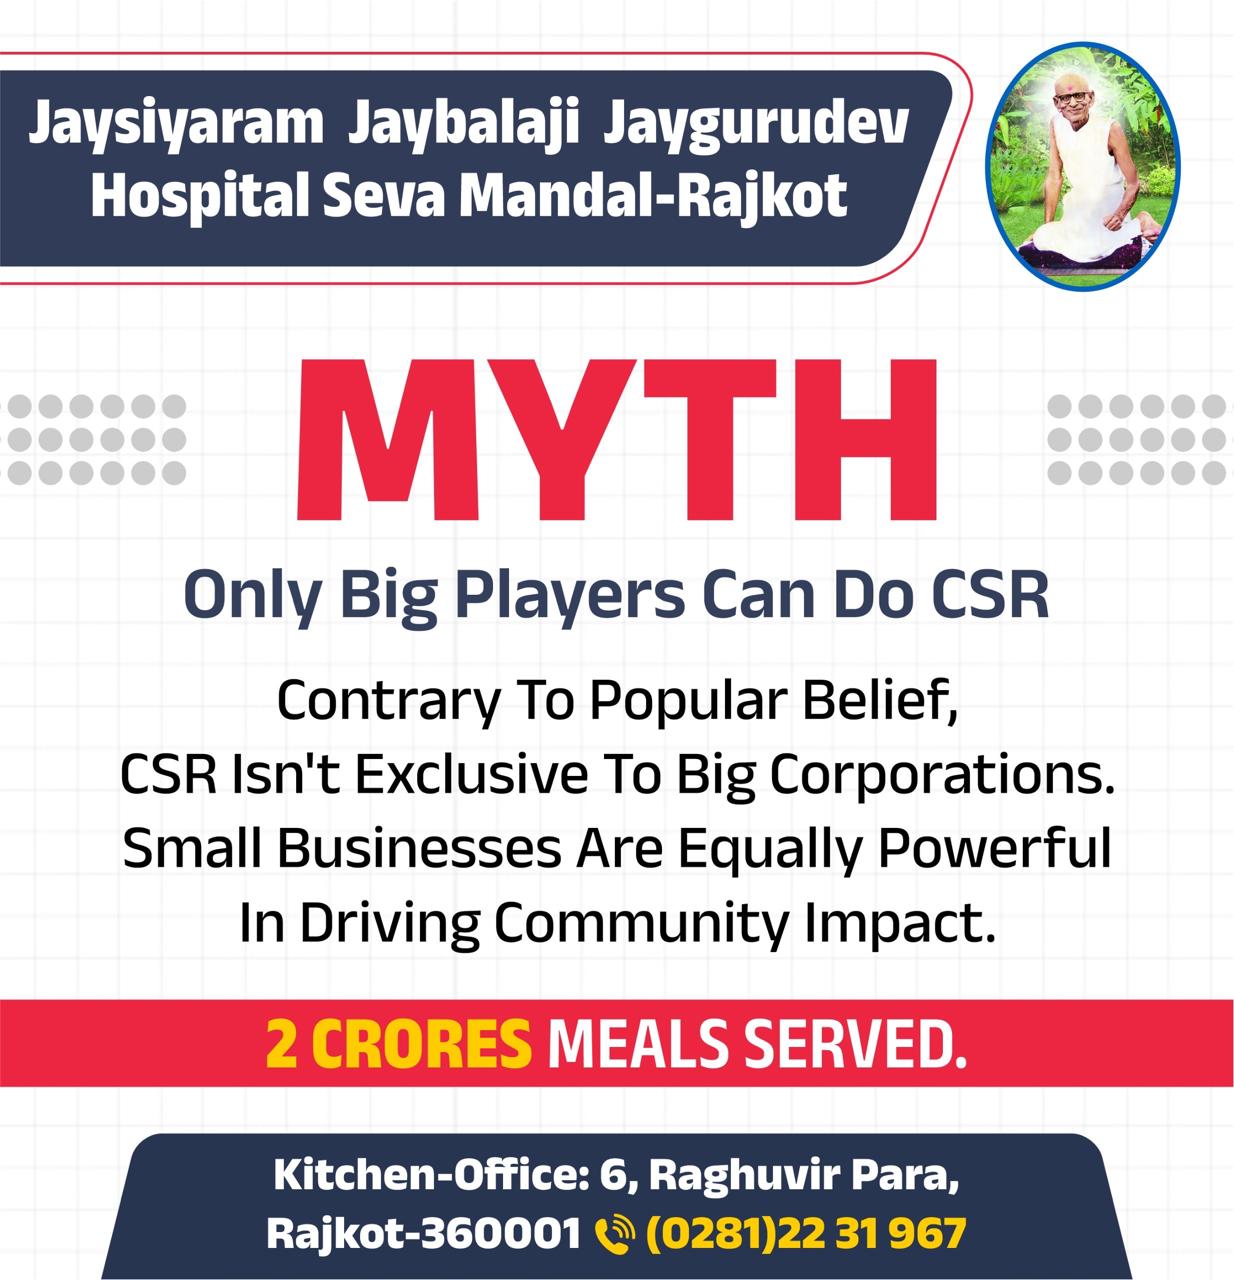 Jaysiyaram Jaybalaji Jaygurudev
Hospital Seva Mandal-Rajkot
MYTH
Only Big Players Can Do CSR
Contrary To Popular Belief,
CSR Isn't Exclusive To Big Corporations.
Small Businesses Are Equally Powerful
In Driving Community Impact.
2 CRORES MEALS SERVED.
Kitchen-Office: 6, Raghuvir Para,
Rajkot-360001 (0281)22 31 967